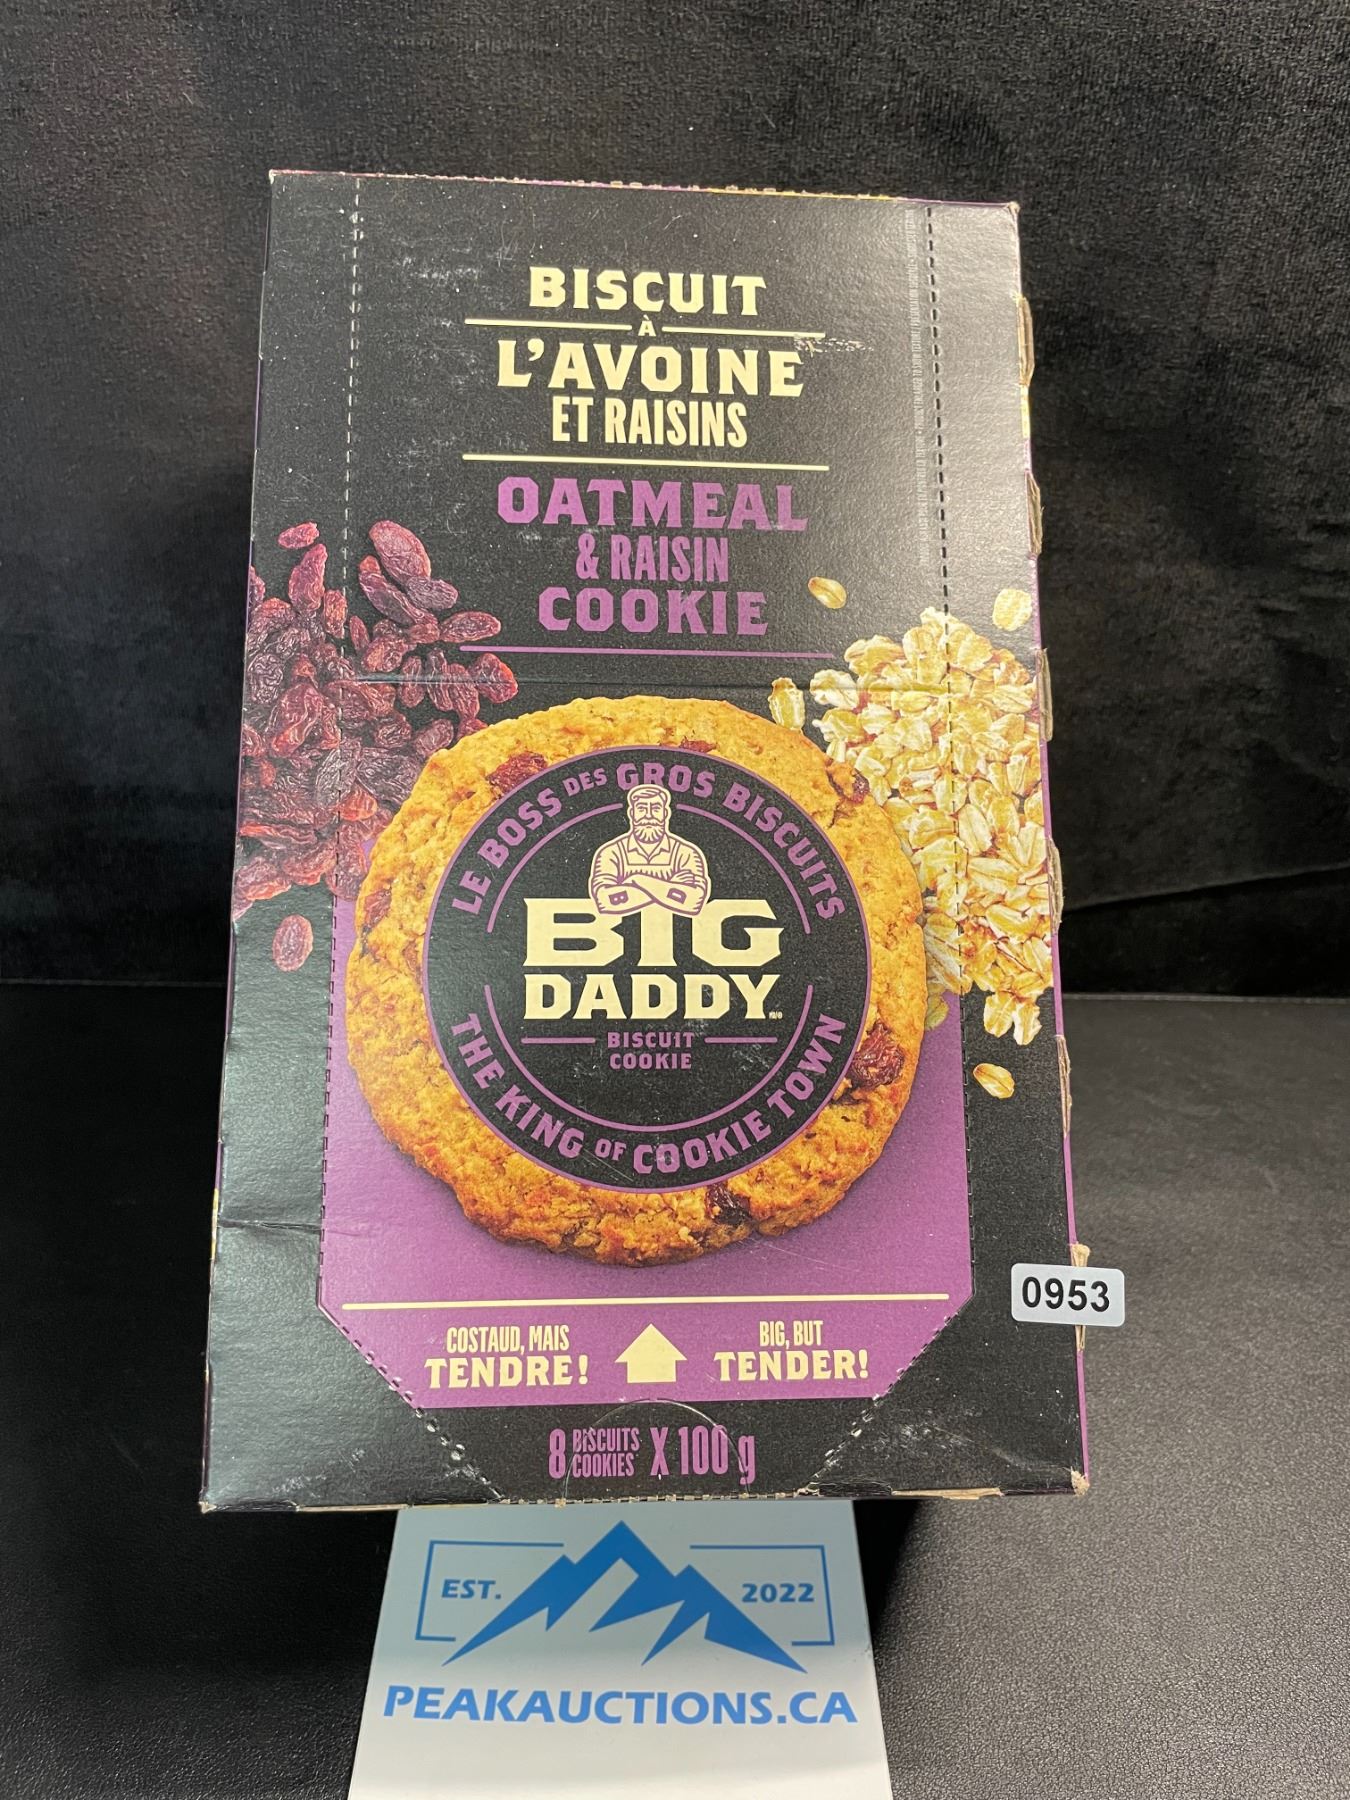 BISCUIT
À
L'AVOINE
ET RAISINS
OATMEAL
& RAISIN
COOKIE
LE BOSS DES GROS BISCUITS
B D
BIG
DADDY
BISCUIT
COOKIE
THE KING OF COOKIE TOWN
COSTAUD, MAIS
TENDRE!
BIG, BUT
TENDER!
8 BISCUITS
COOKIES X 100 g
0953
EST. 2022
PEAKAUCTIONS.CA